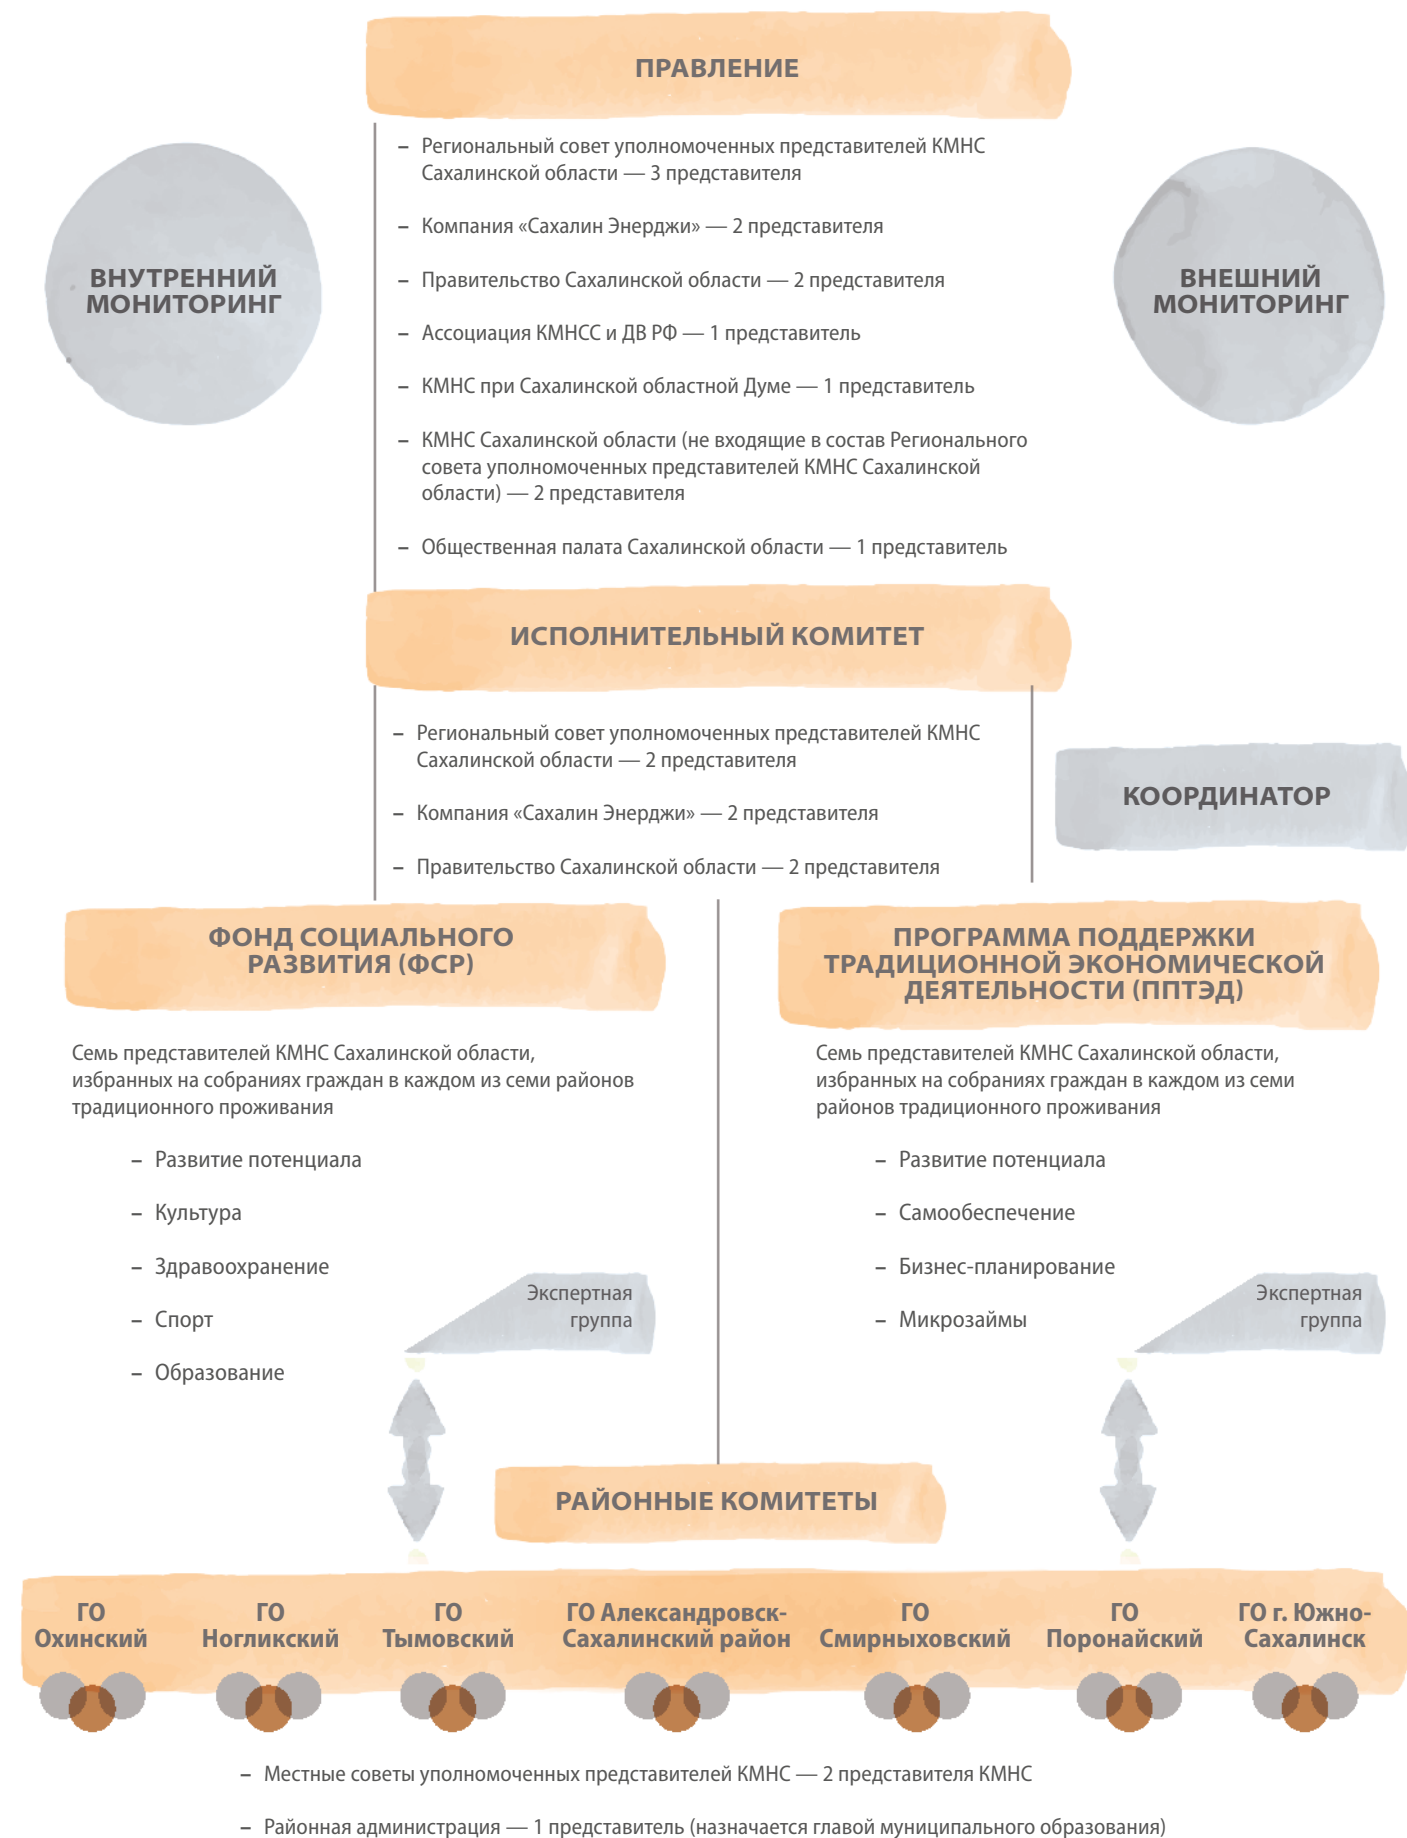 ПРАВЛЕНИЕ
– Региональный совет уполномоченных представителей КМНС
Сахалинской области — 3 представителя
– Компания «Сахалин Энерджи» — 2 представителя
– Правительство Сахалинской области — 2 представителя
– Ассоциация КМНСС и ДВ РФ — 1 представитель
– КМНС при Сахалинской областной Думе — 1 представитель
– КМНС Сахалинской области (не входящие в состав Регионального
совета уполномоченных представителей КМНС Сахалинской
области) — 2 представителя
– Общественная палата Сахалинской области — 1 представитель
ВНУТРЕННИЙ
МОНИТОРИНГ
ВНЕШНИЙ
МОНИТОРИНГ
ИСПОЛНИТЕЛЬНЫЙ КОМИТЕТ
– Региональный совет уполномоченных представителей КМНС
Сахалинской области — 2 представителя
– Компания «Сахалин Энерджи» — 2 представителя
– Правительство Сахалинской области — 2 представителя
КООРДИНАТОР
ФОНД СОЦИАЛЬНОГО
РАЗВИТИЯ (ФСР)
Семь представителей КМНС Сахалинской области,
избранных на собраниях граждан в каждом из семи районов
традиционного проживания
– Развитие потенциала
– Культура
– Здравоохранение
– Спорт
– Образование
Экспертная
группа
ПРОГРАММА ПОДДЕРЖКИ
ТРАДИЦИОННОЙ ЭКОНОМИЧЕСКОЙ
ДЕЯТЕЛЬНОСТИ (ППТЭД)
Семь представителей КМНС Сахалинской области,
избранных на собраниях граждан в каждом из семи
районов традиционного проживания
– Развитие потенциала
– Самообеспечение
– Бизнес-планирование
– Микрозаймы
Экспертная
группа
РАЙОННЫЕ КОМИТЕТЫ
ГО
Охинский
ГО
Ногликский
ГО
Тымовский
ГО Александровск-
Сахалинский район
ГО
Смирныховский
ГО
Поронайский
ГО г. Южно-
Сахалинск
– Местные советы уполномоченных представителей КМНС — 2 представителя КМНС
– Районная администрация — 1 представитель (назначается главой муниципального образования)